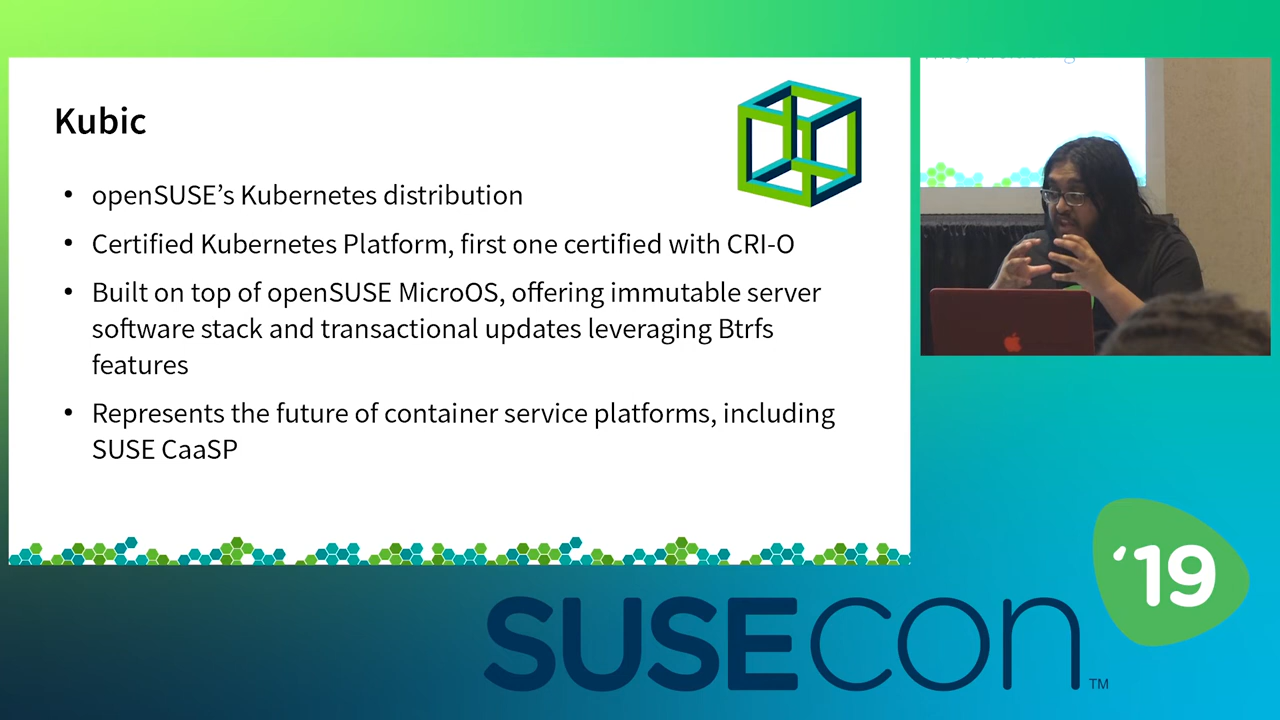 Kubic
• openSUSE’s Kubernetes distribution
• Certified Kubernetes Platform, first one certified with CRI-O
• Built on top of openSUSE MicroOS, offering immutable server
software stack and transactional updates leveraging Btrfs
features
• Represents the future of container service platforms, including
SUSE CaaSP
‘19
SUSECON™